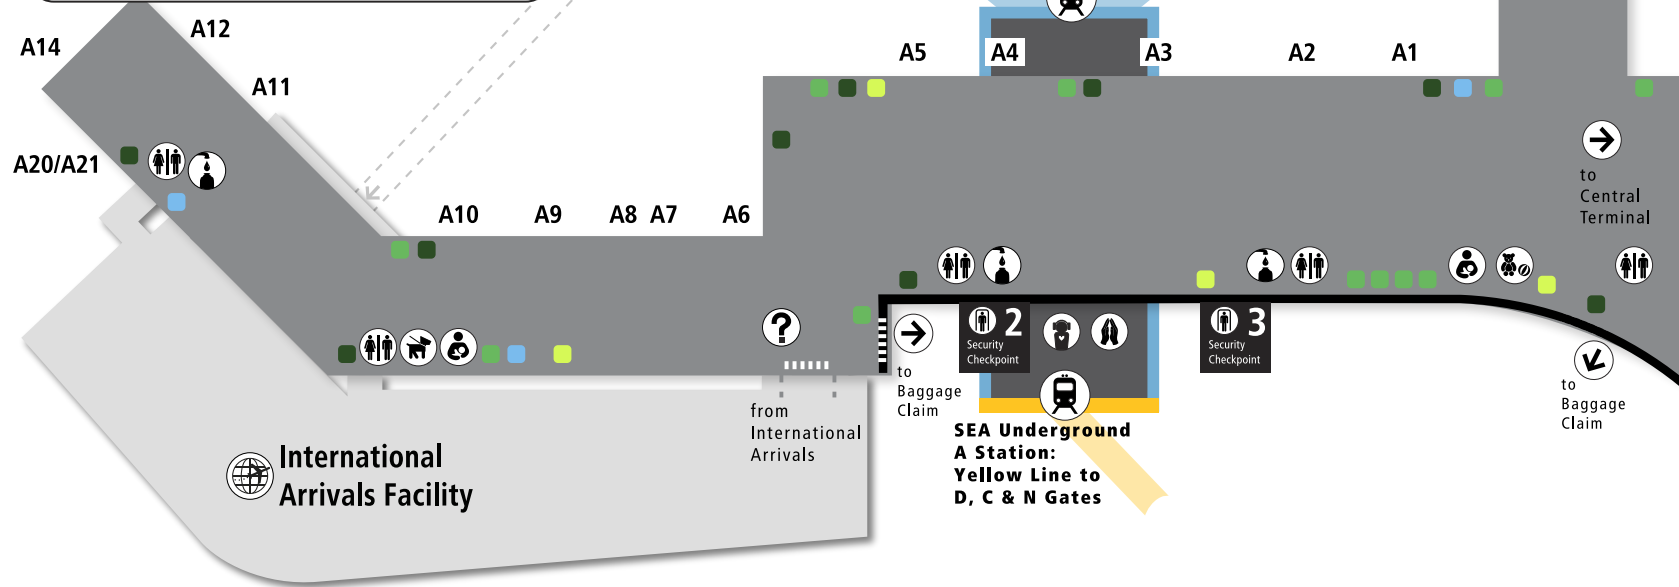 A14
A12
A11
A20/A21
A10
A9
A8
A7
A6
A5
A4
A3
A2
A1
to
Central
Terminal
?
to
Baggage
Claim
2
Security
Checkpoint
3
Security
Checkpoint
to
Baggage
Claim
from
International
Arrivals
SEA Underground
A Station:
Yellow Line to
D, C & N Gates
International
Arrivals Facility